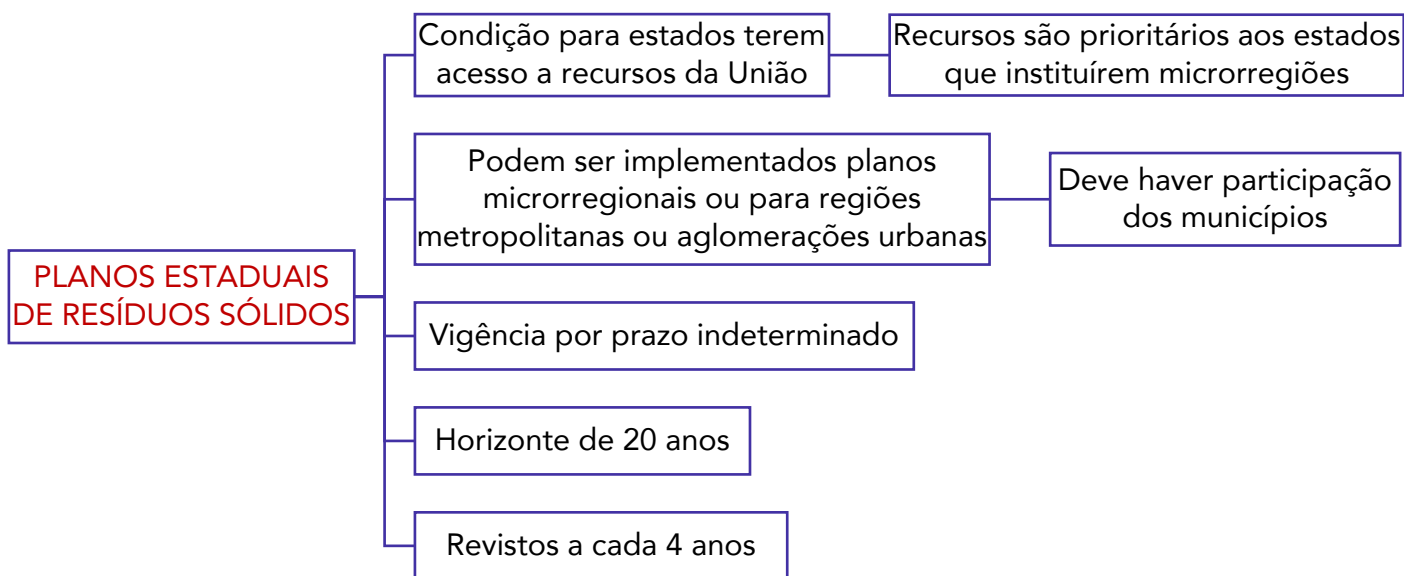 Condição para estados terem
acesso a recursos da União
Recursos são prioritários aos estados
que instituírem microrregiões
Podem ser implementados planos
microrregionais ou para regiões
metropolitanas ou aglomerações urbanas
Deve haver participação
dos municípios
PLANOS ESTADUAIS
DE RESÍDUOS SÓLIDOS
Vigência por prazo indeterminado
Horizonte de 20 anos
Revistos a cada 4 anos